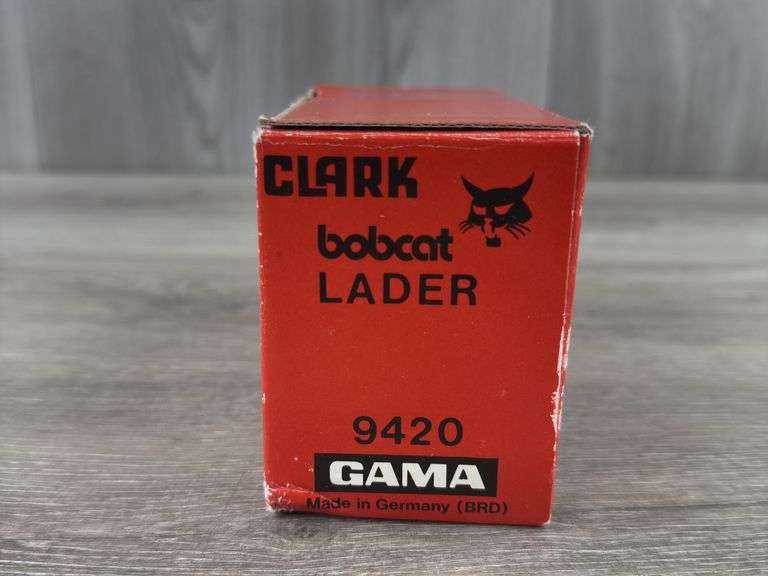 CLARK
bobcat
LADER
9420
GAMA
Made in Germany (BRD)